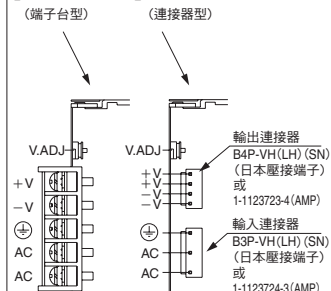 （端子台型）
（連接器型）
V.ADJ
+V
−V
AC
AC
V.ADJ
+V
+V
−V
−V
AC
AC
輸出連接器
B4P-VH(LH)(SN)
（日本壓接端子）
或
1-1123723-4(AMP)
輸入連接器
B3P-VH(LH)(SN)
（日本壓接端子）
或
1-1123724-3(AMP)